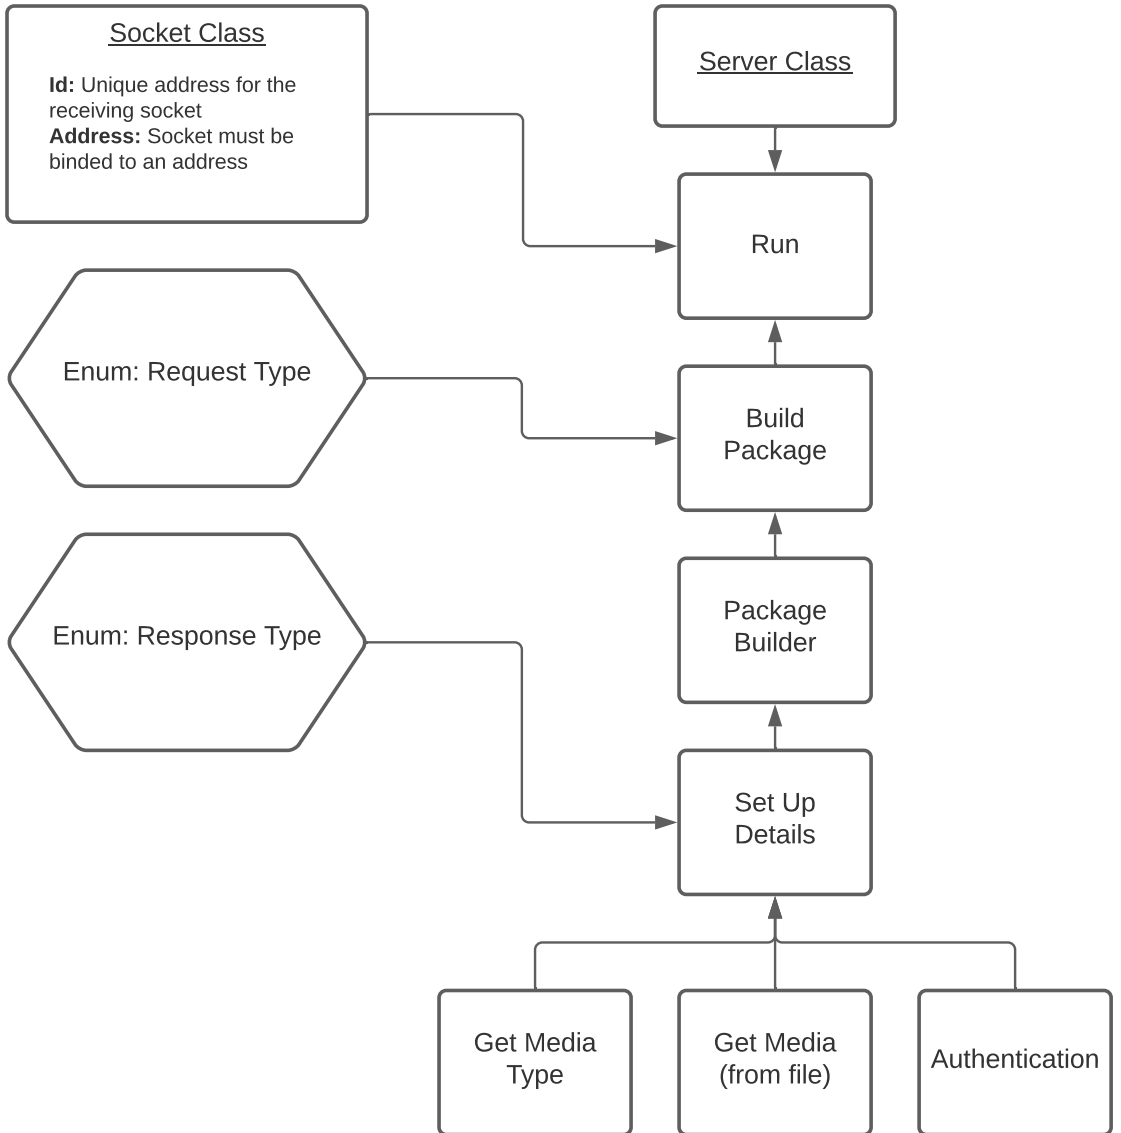 Socket Class
Id: Unique address for the
receiving socket
Address: Socket must be
binded to an address
Server Class
Run
Enum: Request Type
Build
Package
Enum: Response Type
Package
Builder
Set Up
Details
Get Media
Type
Get Media
(from file)
Authentication